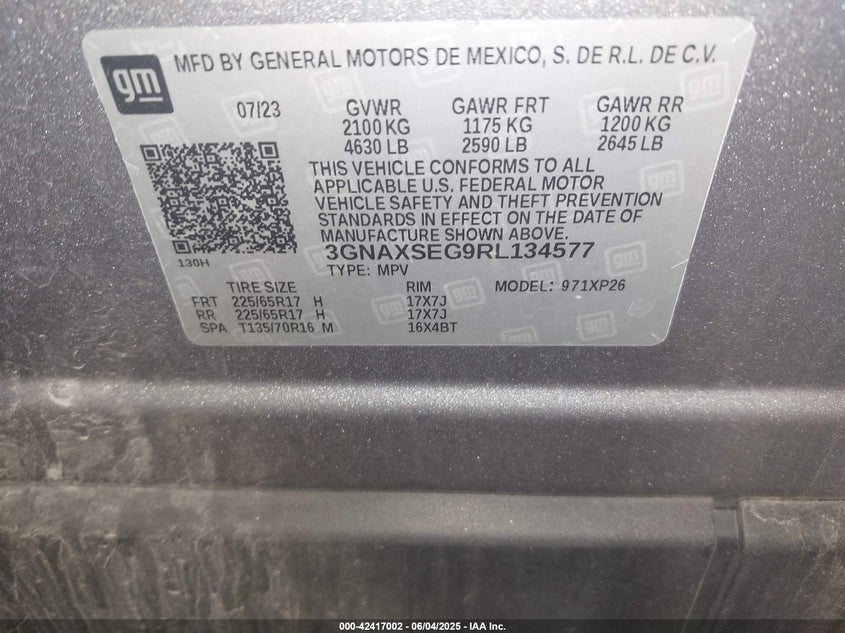 gm
MFD BY GENERAL MOTORS DE MEXICO, S. DE R.L. DE C.V.
07/23 GVWR GAWR FRT GAWR RR
2100 KG 1175 KG 1200 KG
4630 LB 2590 LB 2645 LB
THIS VEHICLE CONFORMS TO ALL
APPLICABLE U.S. FEDERAL MOTOR
VEHICLE SAFETY AND THEFT PREVENTION
STANDARDS IN EFFECT ON THE DATE OF
MANUFACTURE SHOWN ABOVE.
130H
3GNAXSEG9RL134577
TYPE: MPV
TIRE SIZE RIM MODEL: 971XP26
FRT 225/65R17 H 17X7J
RR 225/65R17 H 17X7J
SPA T135/70R16 M 16X4BT
000-42417002 - 06/04/2025 - IAA Inc.